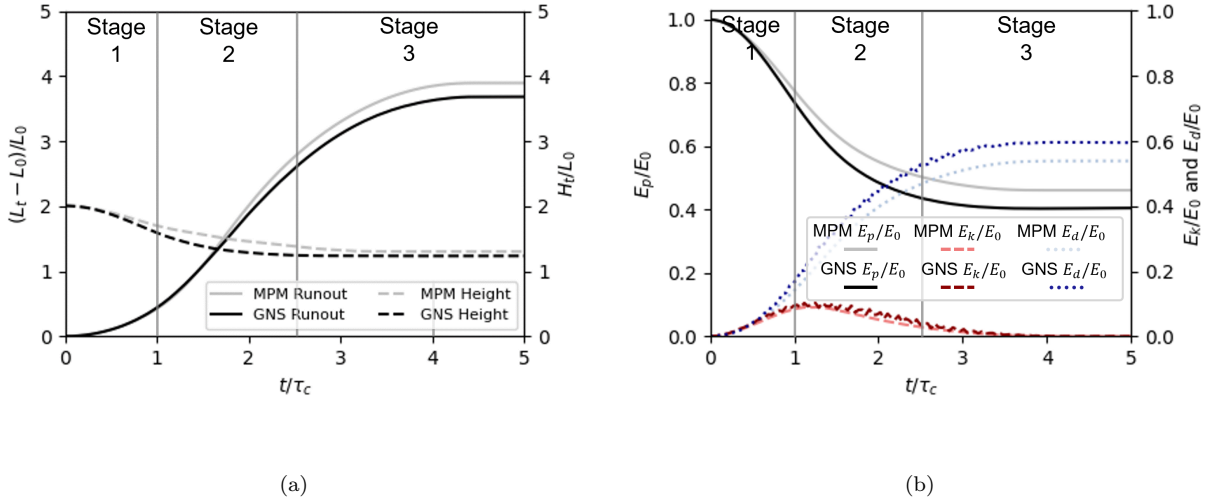 Stage
1
Stage
2
Stage
3
5
4
3
2
1
0
(L_t − L_0)/L_0
5
4
3
2
1
0
H_t/L_0
MPM Runout
GNS Runout
MPM Height
GNS Height
0 1 2 3 4 5
t/τ_c
(a)
Stage
1
Stage
2
Stage
3
1.0
0.8
0.6
0.4
0.2
0.0
E_p/E_0
1.0
0.8
0.6
0.4
0.2
0.0
E_k/E_0 and E_d/E_0
MPM E_p/E_0 MPM E_k/E_0 MPM E_d/E_0
GNS E_p/E_0 GNS E_k/E_0 GNS E_d/E_0
0 1 2 3 4 5
t/τ_c
(b)